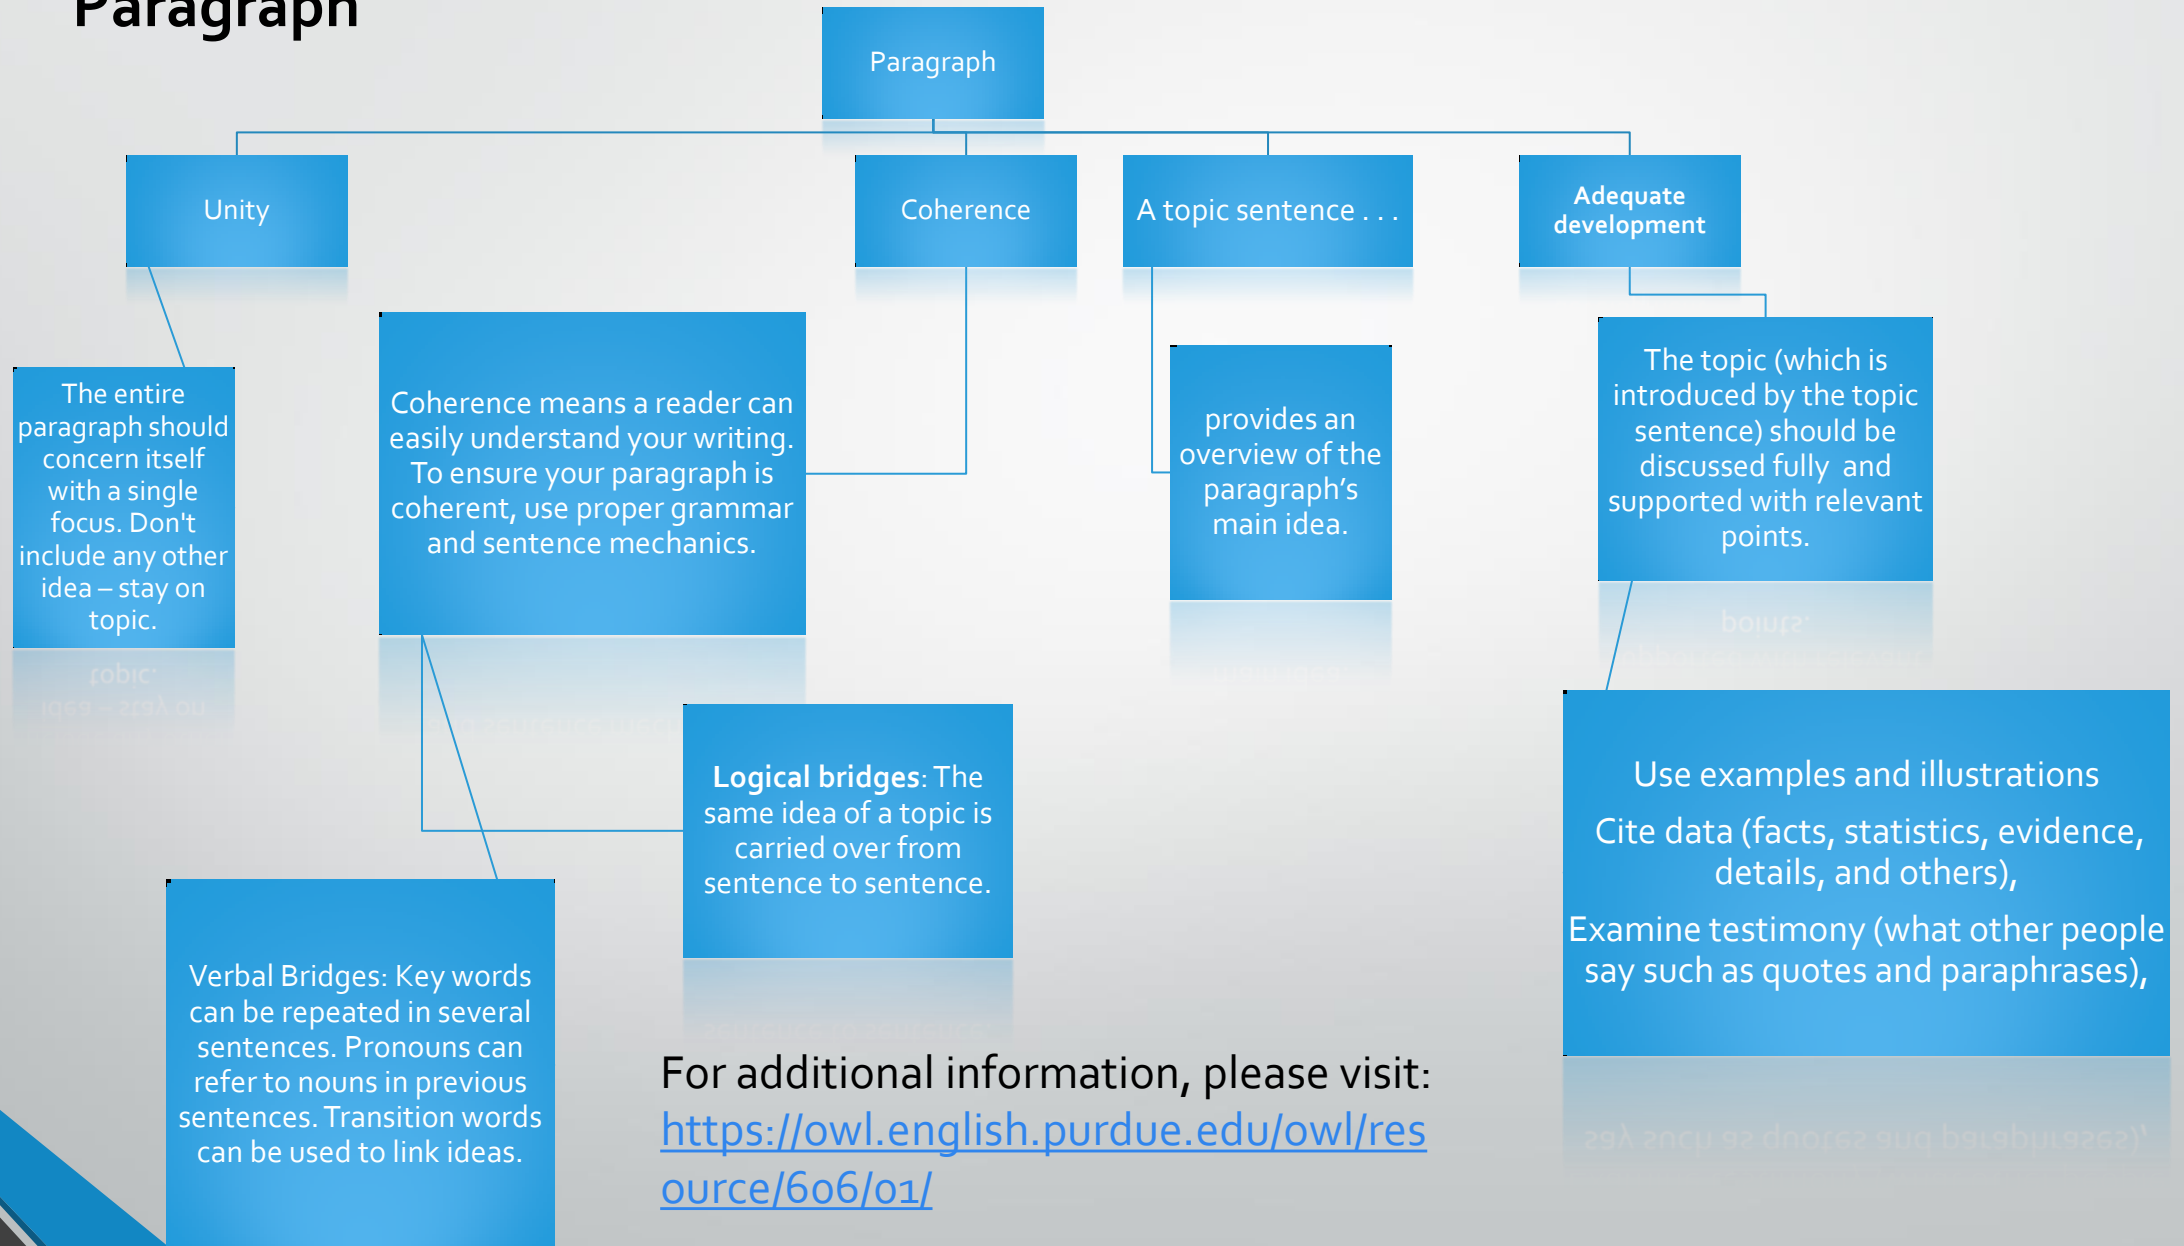 Paragraph
Paragraph
Unity
Coherence
A topic sentence . . .
Adequate
development
The entire
paragraph should
concern itself
with a single
focus. Don't
include any other
idea – stay on
topic.
Coherence means a reader can
easily understand your writing.
To ensure your paragraph is
coherent, use proper grammar
and sentence mechanics.
provides an
overview of the
paragraph’s
main idea.
The topic (which is
introduced by the topic
sentence) should be
discussed fully  and
supported with relevant
points.
Logical bridges: The
same idea of a topic is
carried over from
sentence to sentence.
Verbal Bridges: Key words
can be repeated in several
sentences. Pronouns can
refer to nouns in previous
sentences. Transition words
can be used to link ideas.
Use examples and illustrations
Cite data (facts, statistics, evidence,
details, and others),
Examine testimony (what other people
say such as quotes and paraphrases),
For additional information, please visit:
https://owl.english.purdue.edu/owl/res
ource/606/01/